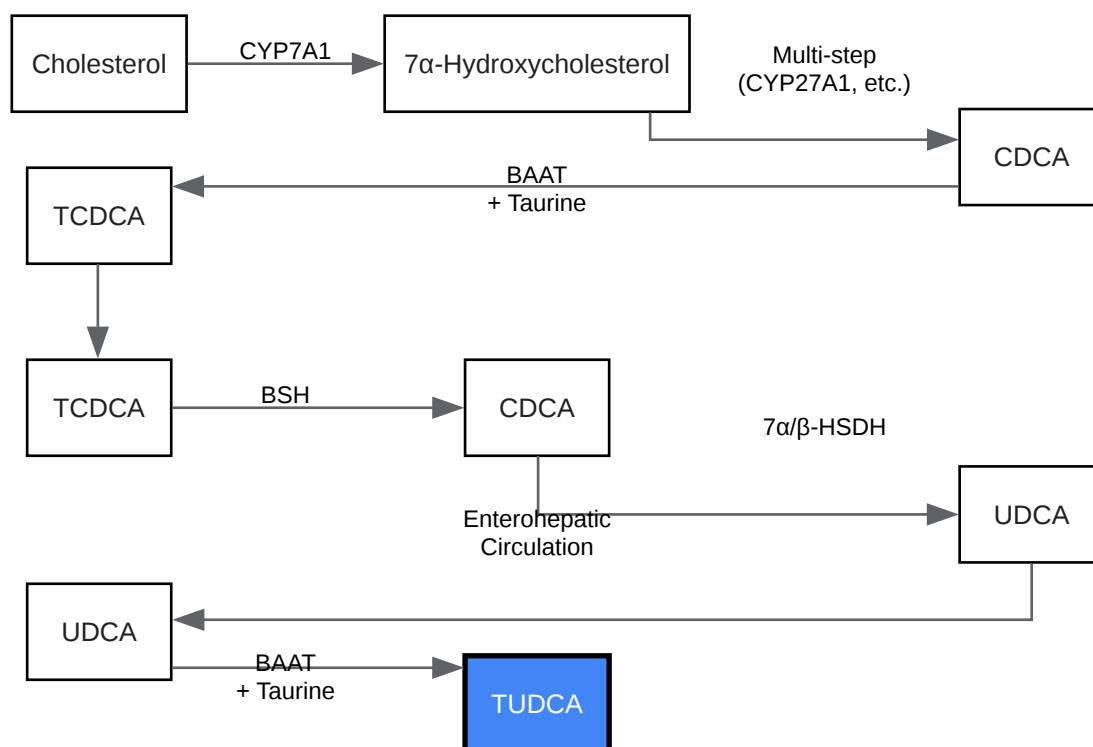 Cholesterol
CYP7A1
7α-Hydroxycholesterol
Multi-step
(CYP27A1, etc.)
CDCA
BAAT
+ Taurine
TCDCA
TCDCA
BSH
CDCA
7α/β-HSDH
UDCA
Enterohepatic
Circulation
UDCA
BAAT
+ Taurine
TUDCA